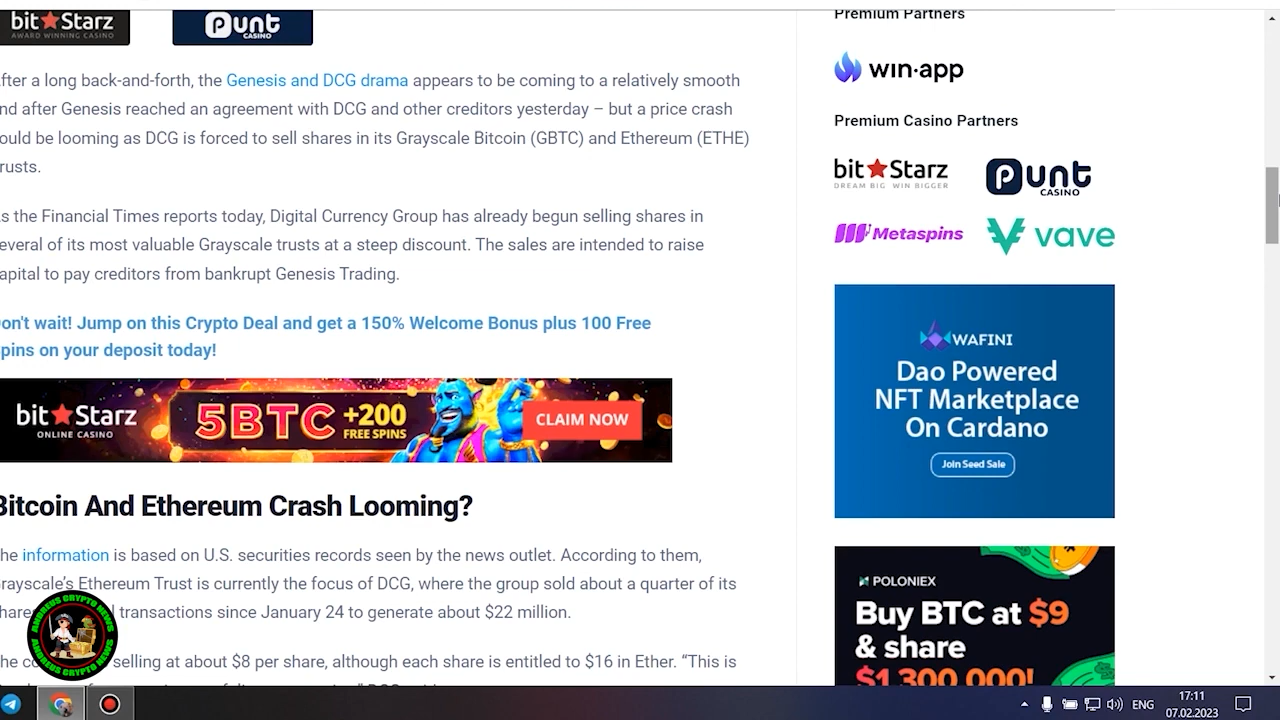 bit Starz
AWARD WINNING CASINO
Punt
CASINO
fter a long back-and-forth, the Genesis and DCG drama appears to be coming to a relatively smooth
nd after Genesis reached an agreement with DCG and other creditors yesterday – but a price crash
ould be looming as DCG is forced to sell shares in its Grayscale Bitcoin (GBTC) and Ethereum (ETHE)
rusts.
s the Financial Times reports today, Digital Currency Group has already begun selling shares in
everal of its most valuable Grayscale trusts at a steep discount. The sales are intended to raise
apital to pay creditors from bankrupt Genesis Trading.
on't wait! Jump on this Crypto Deal and get a 150% Welcome Bonus plus 100 Free
pins on your deposit today!
bit Starz
ONLINE CASINO
5BTC +200
FREE SPINS
CLAIM NOW
Bitcoin And Ethereum Crash Looming?
he information is based on U.S. securities records seen by the news outlet. According to them,
rayscale's Ethereum Trust is currently the focus of DCG, where the group sold about a quarter of its
hare transactions since January 24 to generate about $22 million.
he co selling at about $8 per share, although each share is entitled to $16 in Ether. "This is
ANDREUS CRYPTO NEWS
ANDREUS CRYPTO NEWS
Premium Partners
win·app
Premium Casino Partners
bit Starz
DREAM BIG WIN BIGGER
Punt
CASINO
Metaspins
vave
WAFINI
Dao Powered
NFT Marketplace
On Cardano
Join Seed Sale
POLONIEX
Buy BTC at $9
& share
$1,300,000!
ENG
17:11
07.02.2023